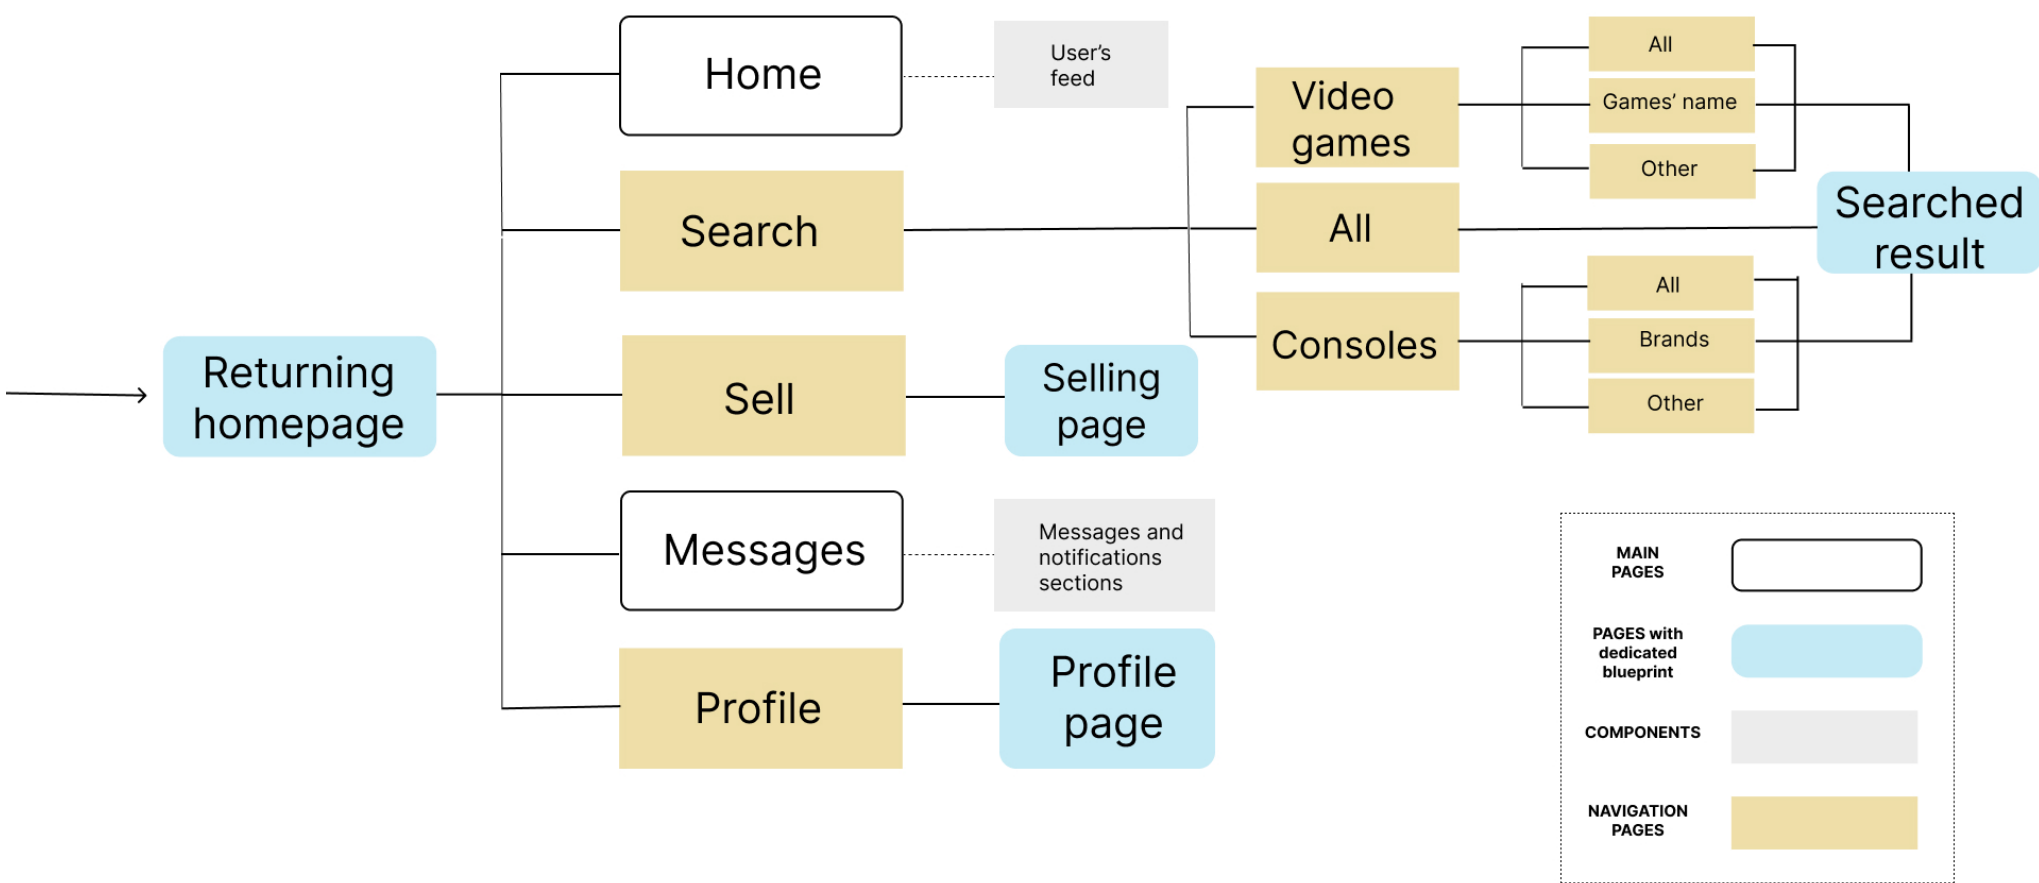 Home
User's
feed
Search
Returning
homepage
Sell
Selling
page
Messages
Messages and
notifications
sections
Profile
Profile
page
Video
games
All
Consoles
All
Games' name
Other
All
Brands
Other
Searched
result
MAIN
PAGES
PAGES with
dedicated
blueprint
COMPONENTS
NAVIGATION
PAGES